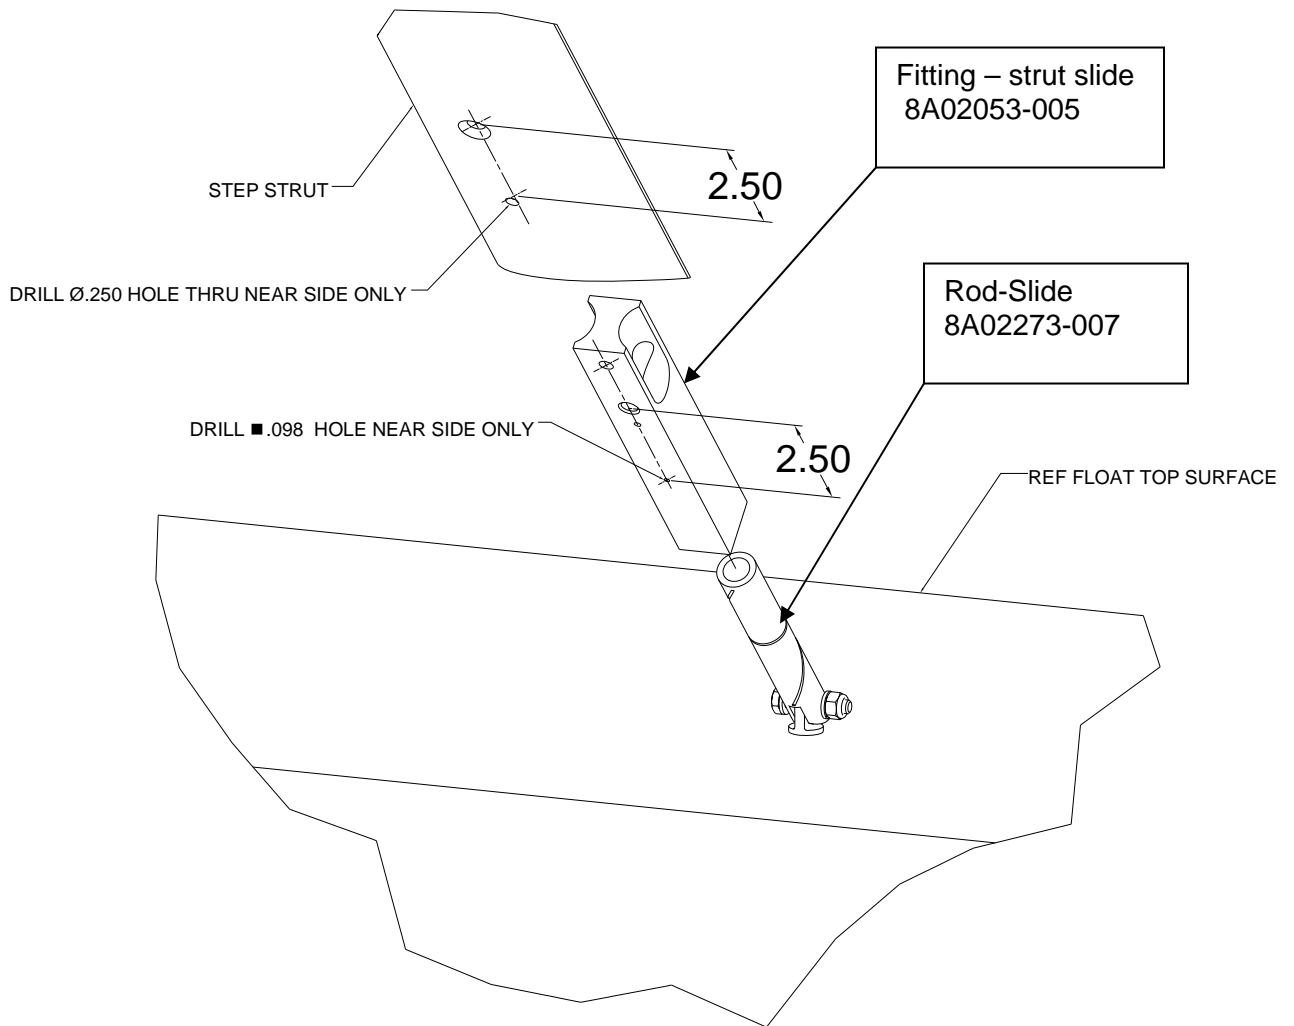 Fitting – strut slide
8A02053-005
STEP STRUT
2.50
DRILL Ø.250 HOLE THRU NEAR SIDE ONLY
Rod-Slide
8A02273-007
DRILL ■.098 HOLE NEAR SIDE ONLY
2.50
REF FLOAT TOP SURFACE